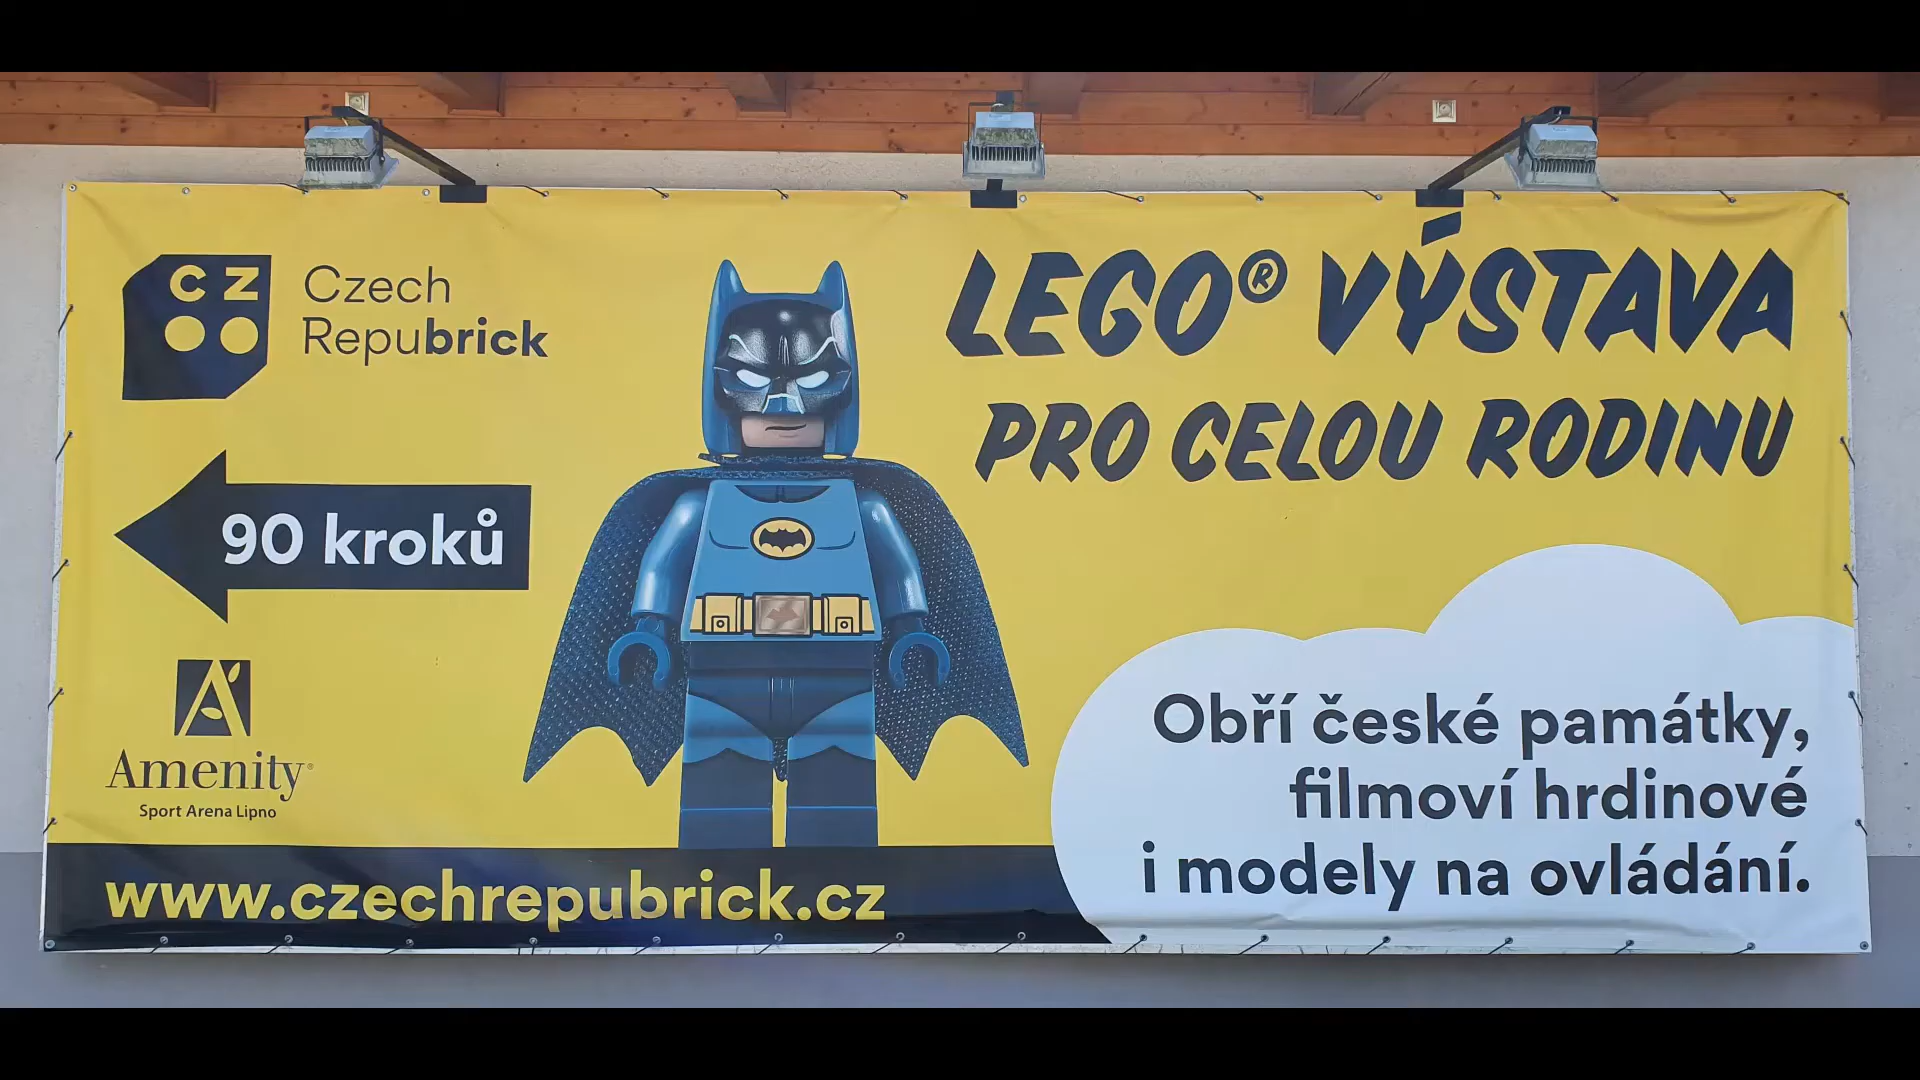 CZ
Czech
Repubrick
LEGO® VÝSTAVA
PRO CELOU RODINU
90 kroků
Amenity®
Sport Arena Lipno
Obří české památky,
filmoví hrdinové
i modely na ovládání.
www.czechrepubrick.cz